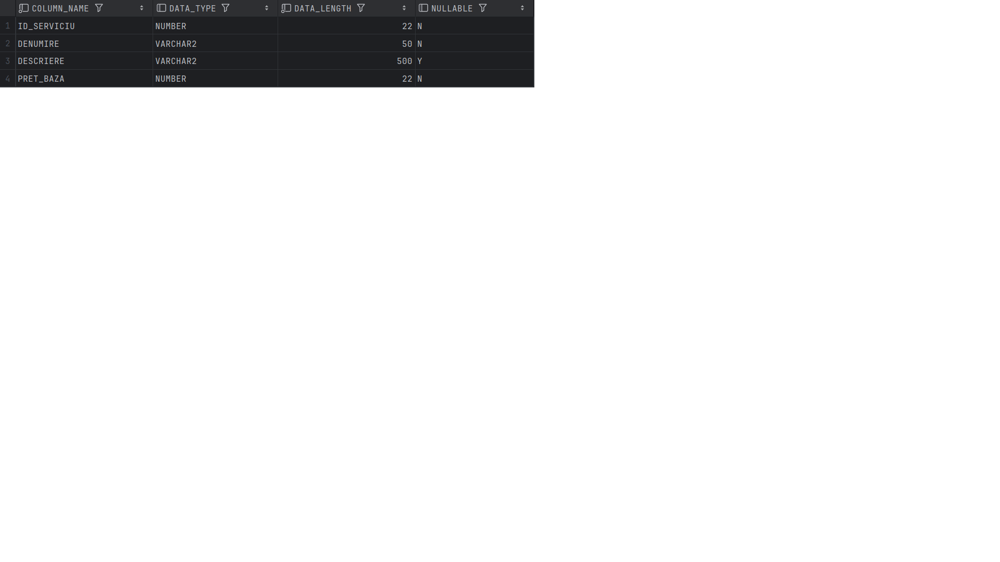 COLUMN_NAME DATA_TYPE DATA_LENGTH NULLABLE
1 ID_SERVICIU NUMBER 22 N
2 DENUMIRE VARCHAR2 50 N
3 DESCRIERE VARCHAR2 500 Y
4 PRET_BAZA NUMBER 22 N